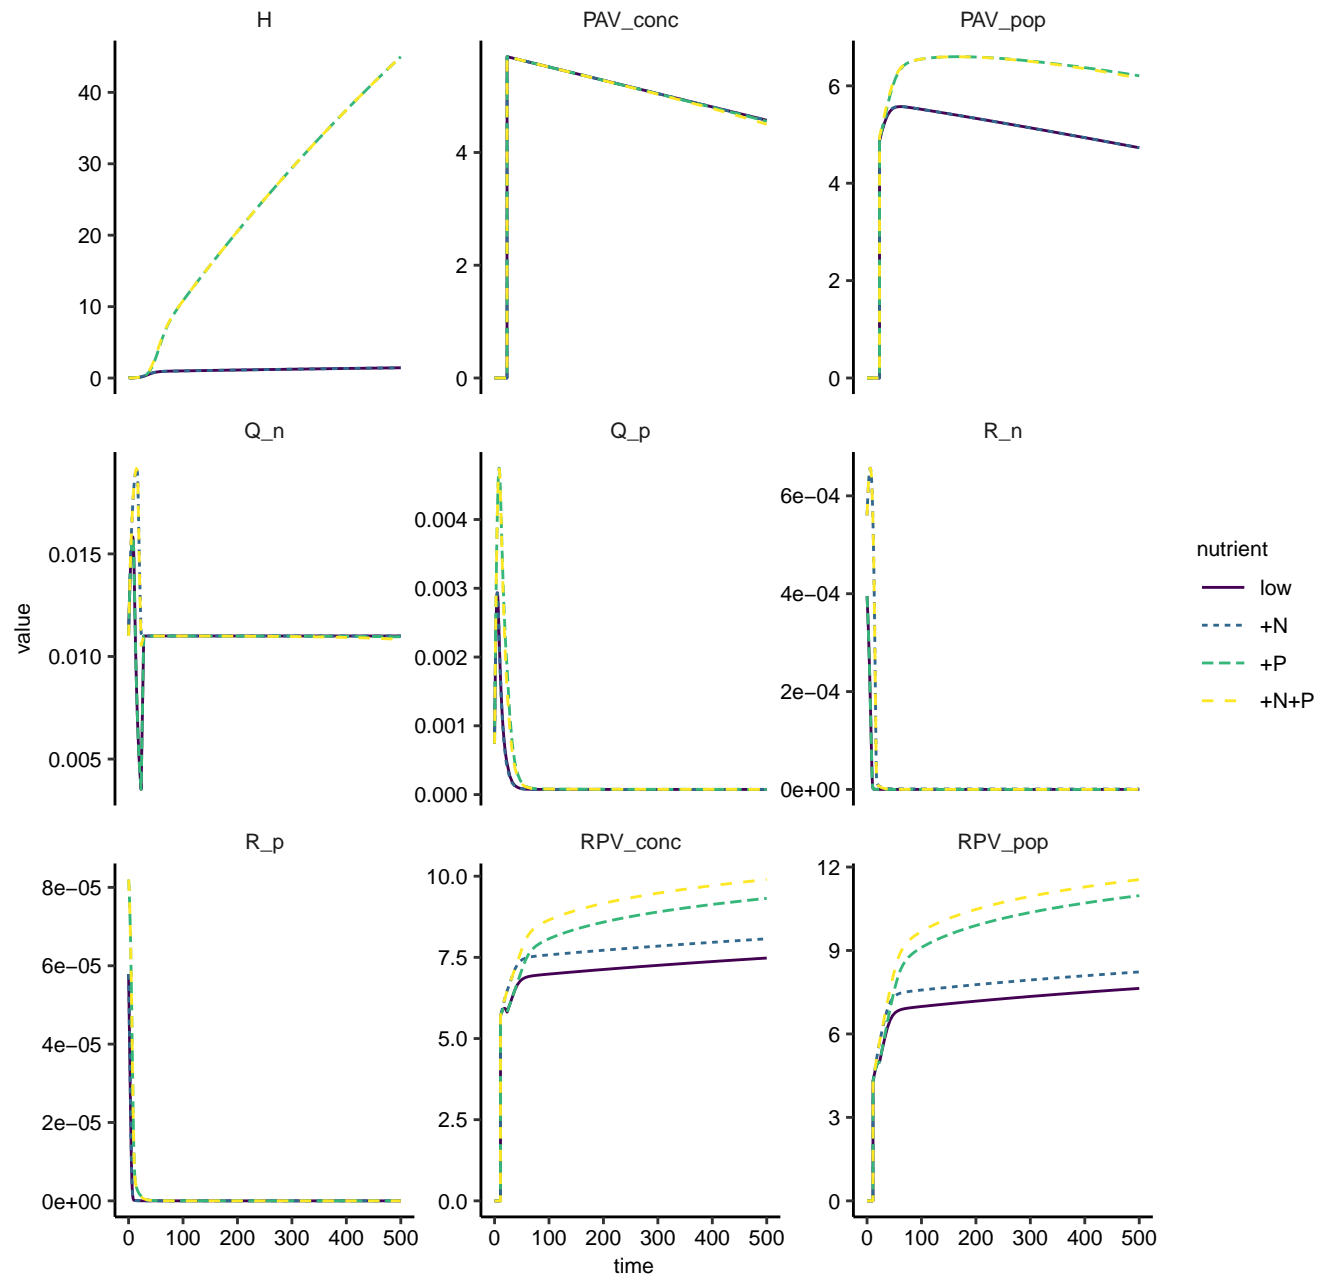 H
PAV_conc
PAV_pop
40
30
20
10
0
4
2
0
6
4
2
0
Q_n
Q_p
R_n
0.015
0.010
0.005
0.004
0.003
0.002
0.001
0.000
6e−04
4e−04
2e−04
0e+00
R_p
RPV_conc
RPV_pop
8e−05
6e−05
4e−05
2e−05
0e+00
10.0
7.5
5.0
2.5
0.0
12
9
6
3
0
0 100 200 300 400 500
0 100 200 300 400 500
0 100 200 300 400 500
time
value
nutrient
low
+N
+P
+N+P